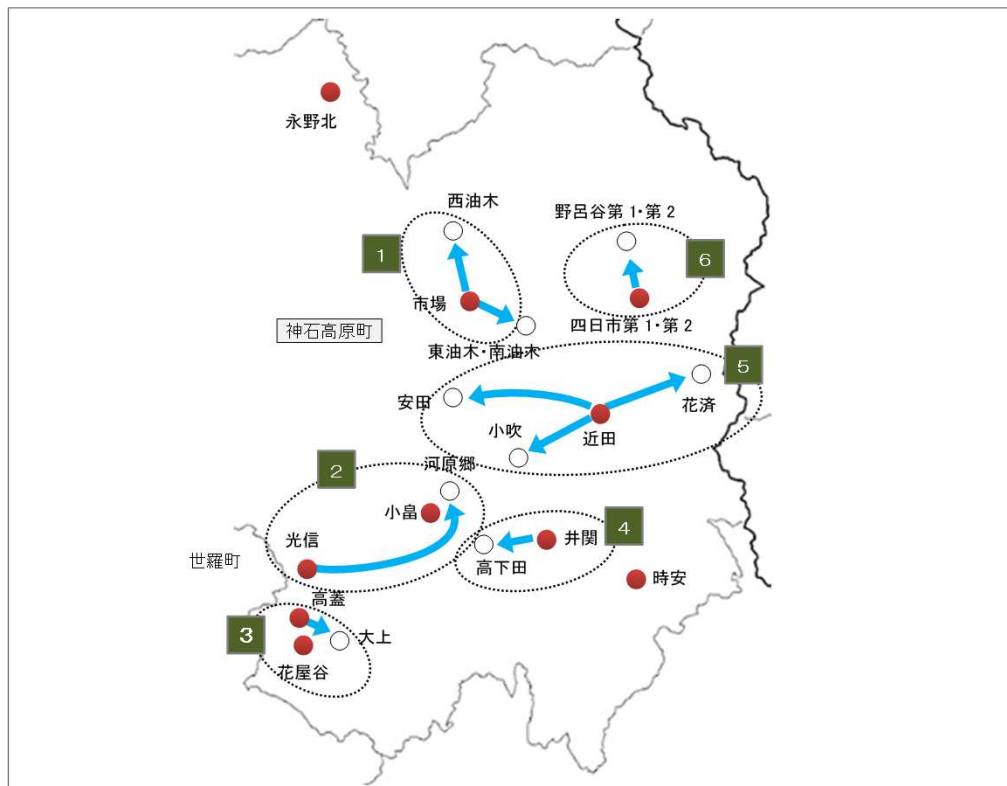 永野北
西油木
野呂谷第1・第2
1
6
市場
四日市第1・第2
神石高原町
東油木・南油木
5
安田
花済
小吹
近田
河原郷
2
小畠
4
光信
井関
世羅町
高下田
時安
高蓋
3
大上
花屋谷